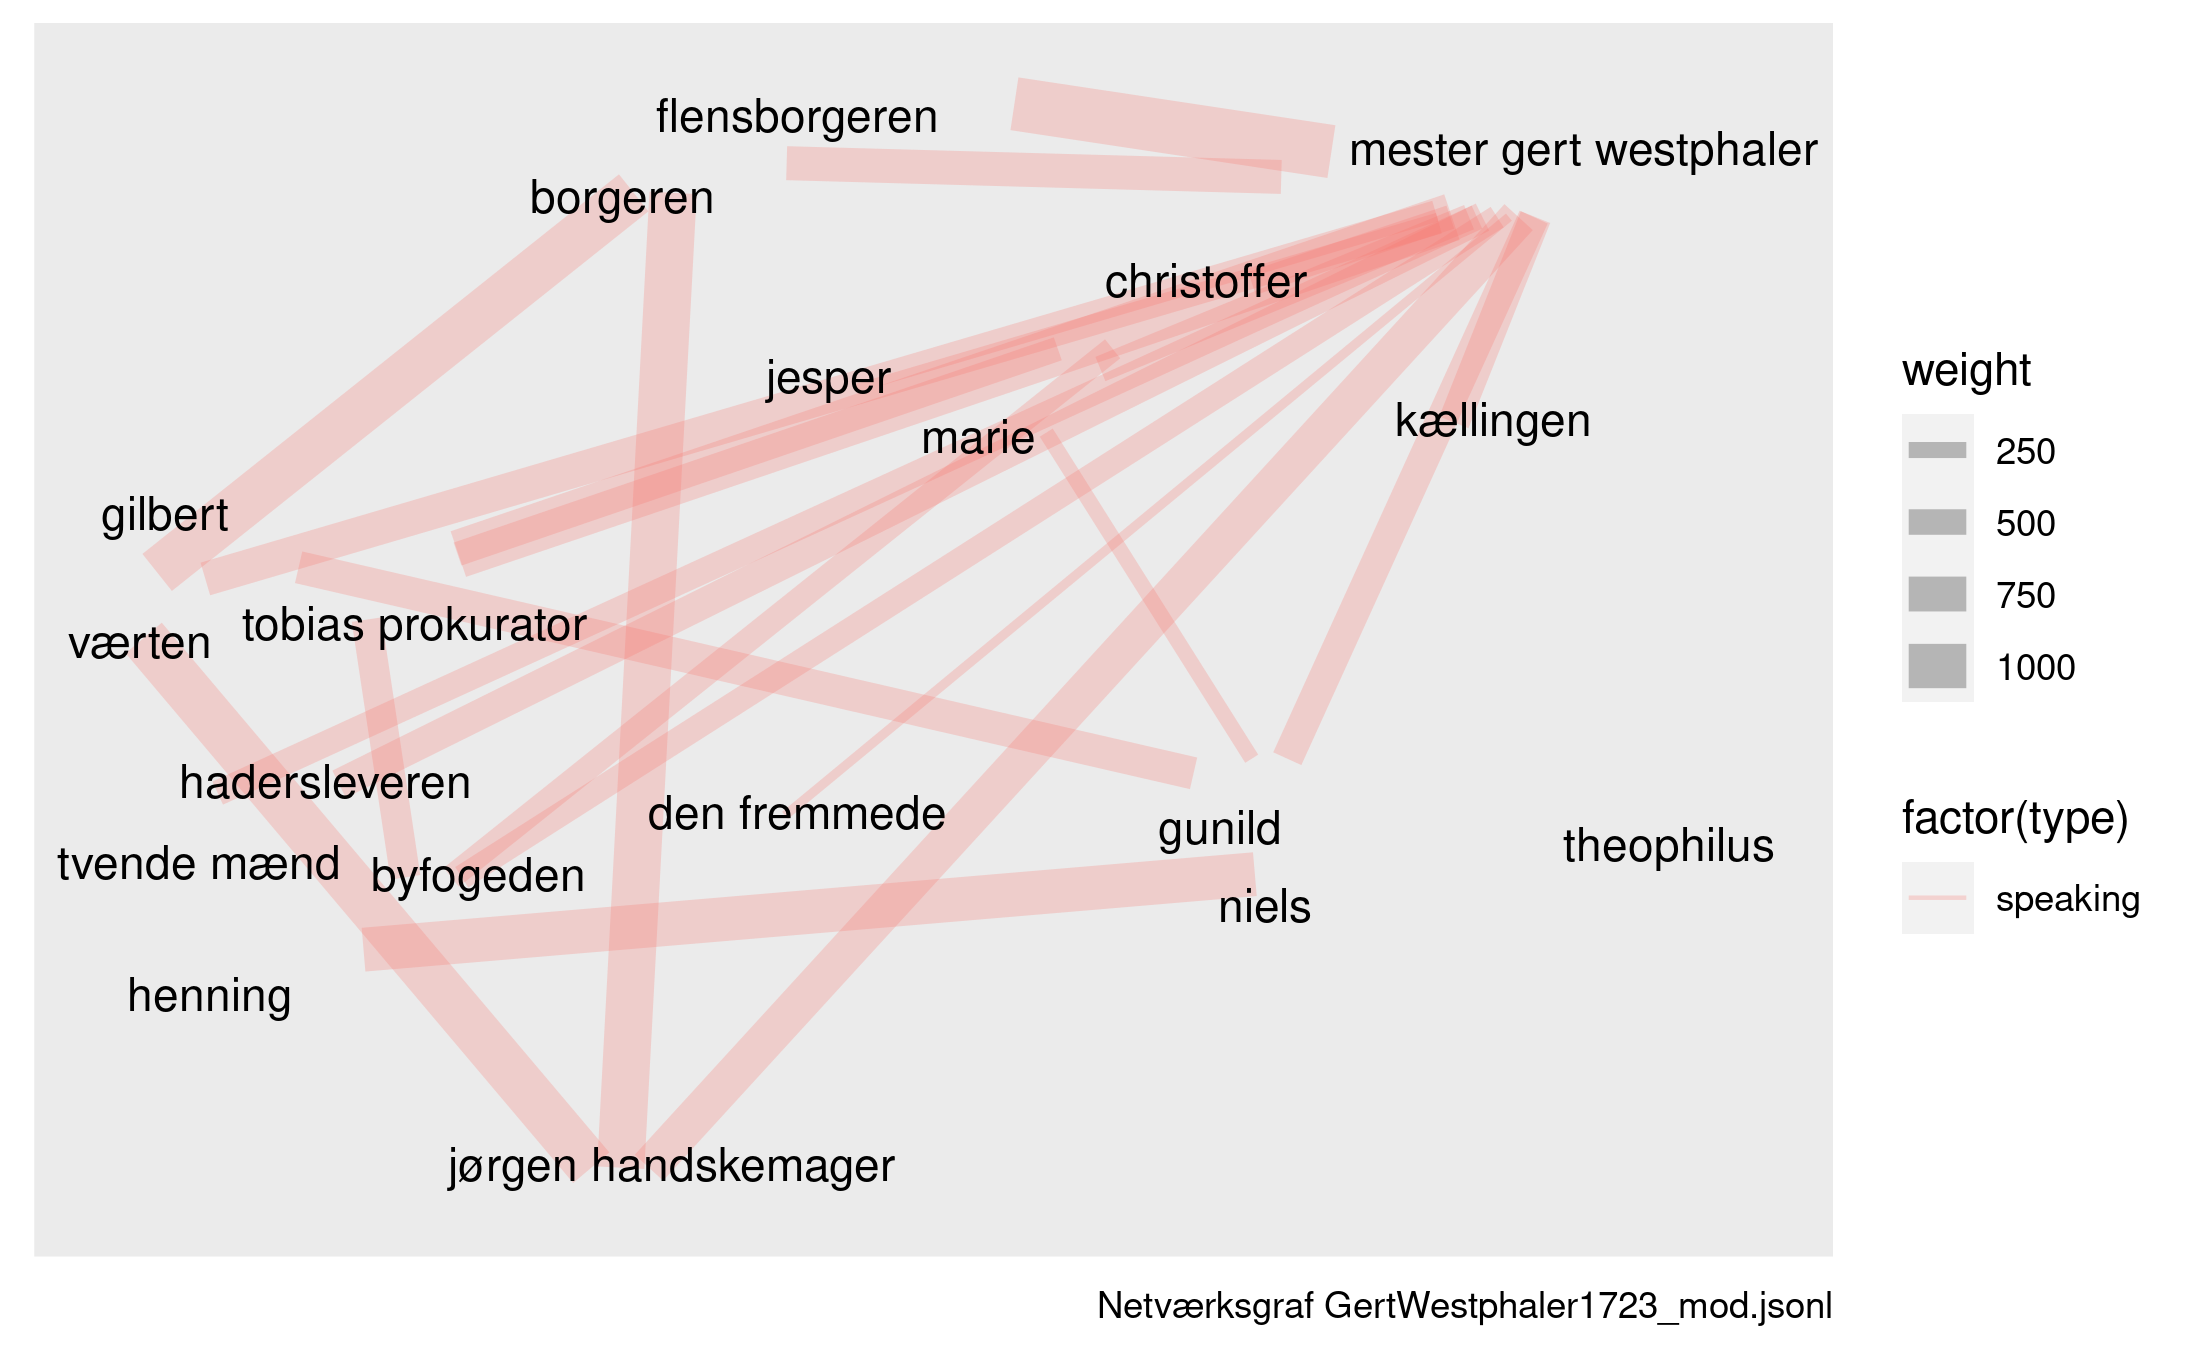 flensborgeren
mester gert westphaler
borgeren
christoffer
jesper
marie
kællingen
gilbert
tobias prokurator
værten
hadersleveren
den fremmede
gunild
theophilus
tvende mænd
byfogeden
niels
henning
jørgen handskemager
weight
250
500
750
1000
factor(type)
speaking
Netværksgraf GertWestphaler1723_mod.jsonl